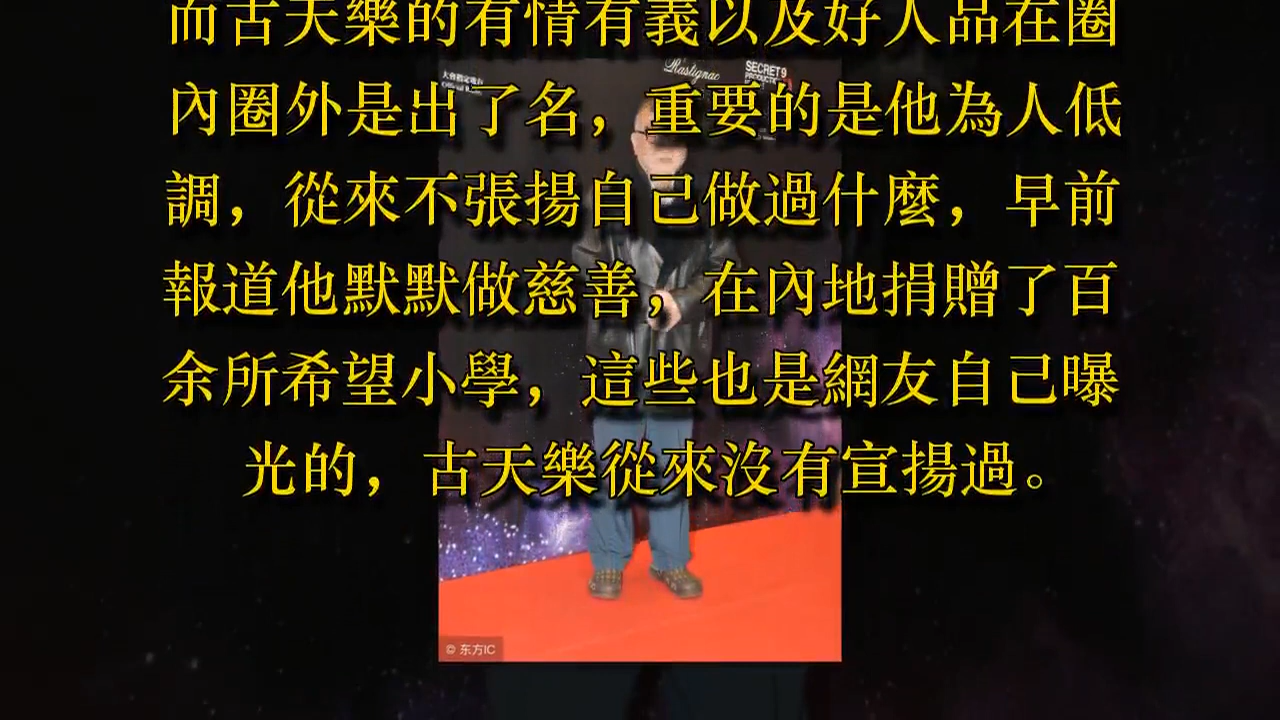 而古天樂的有情有義以及好人品在圈
內圈外是出了名，重要的是他為人低
調，從來不張揚自己做過什麼，早前
報道他默默做慈善，在內地捐贈了百
余所希望小學，這些也是網友自己曝
光的，古天樂從來沒有宣揚過。
Rastignac
SECRET9
© 东方IC